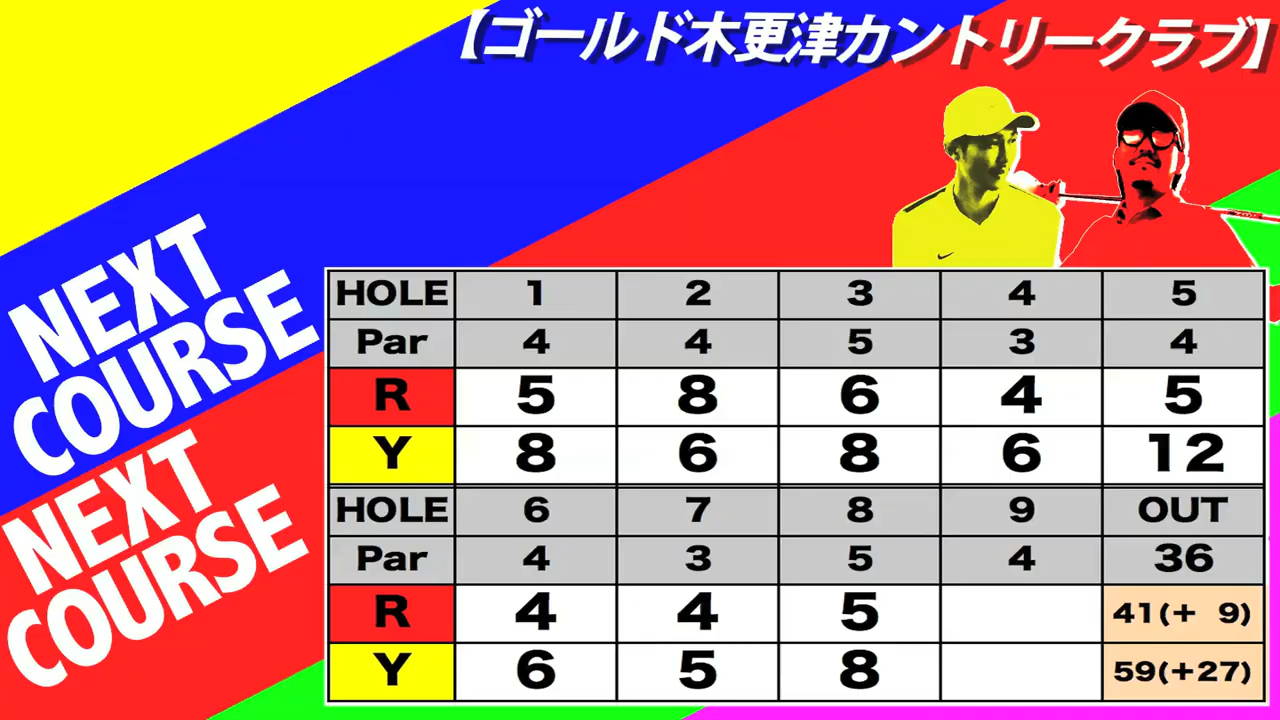 【ゴールド木更津カントリークラブ】
NEXT
COURSE
NEXT
COURSE
HOLE 1 2 3 4 5
Par 4 4 5 3 4
R 5 8 6 4 5
Y 8 6 8 6 12
HOLE 6 7 8 9 OUT
Par 4 3 5 4 36
R 4 4 5 41(+ 9)
Y 6 5 8 59(+27)